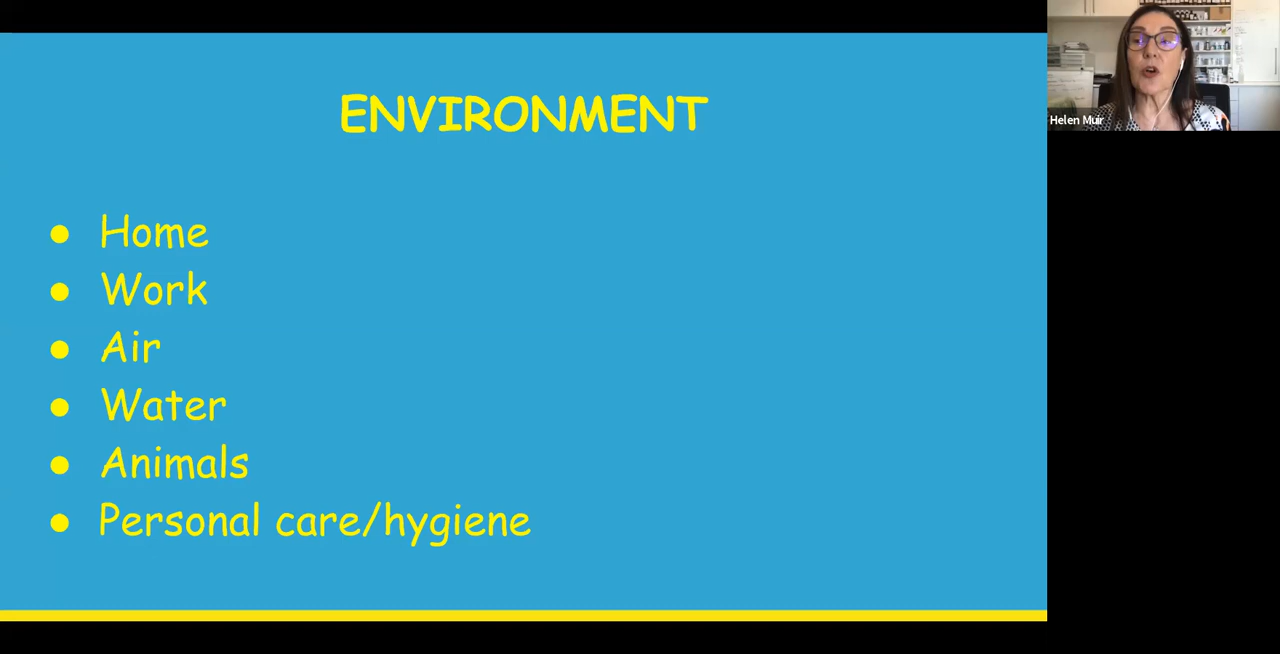 ENVIRONMENT
● Home
● Work
● Air
● Water
● Animals
● Personal care/hygiene
Helen Muir